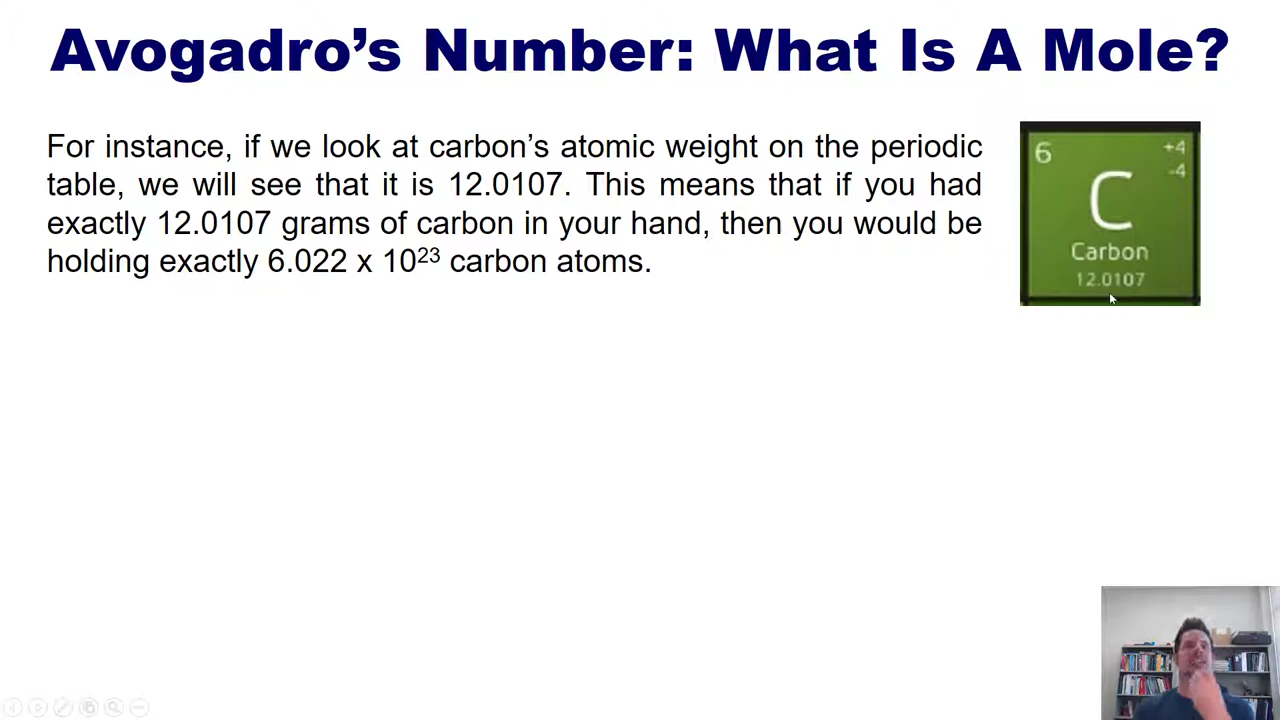 Avogadro’s Number: What Is A Mole?
For instance, if we look at carbon’s atomic weight on the periodic
table, we will see that it is 12.0107. This means that if you had
exactly 12.0107 grams of carbon in your hand, then you would be
holding exactly 6.022 x 10²³ carbon atoms.
6
+4
-4
C
Carbon
12.0107